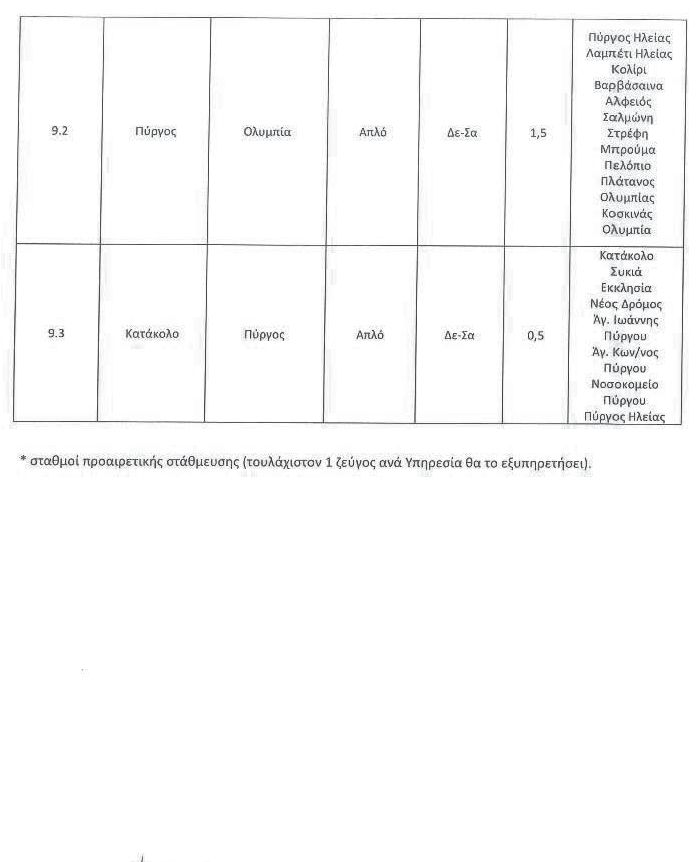 Πύργος Ηλείας
Λαμπέτι Ηλείας
Κολίρι
Βαρβάσαινα
Αλφειός
9.2 Πύργος Ολυμπία Απλό Δε-Σα 1,5 Σαλμώνη
Στρέφη
Μπρούμα
Πελόπιο
Πλάτανος
Ολυμπίας
Κοσκινάς
Ολυμπία
Κατάκολο
Συκιά
Εκκλησία
Νέος Δρόμος
Άγ. Ιωάννης
9.3 Κατάκολο Πύργος Απλό Δε-Σα 0,5 Πύργου
Άγ. Κων/νος
Πύργου
Νοσοκομείο
Πύργου
Πύργος Ηλείας
* σταθμοί προαιρετικής στάθμευσης (τουλάχιστον 1 ζεύγος ανά Υπηρεσία θα το εξυπηρετήσει).